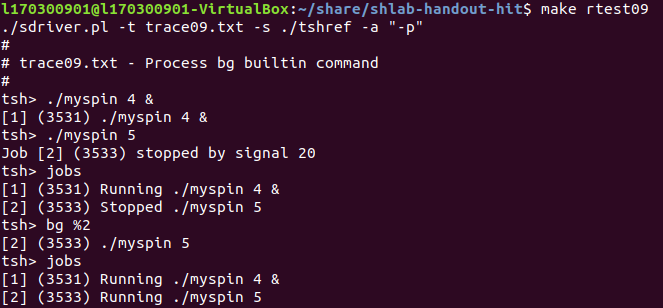 l170300901@l170300901-VirtualBox:~/share/shlab-handout-hit$ make rtest09
./sdriver.pl -t trace09.txt -s ./tshref -a "-p"
#
# trace09.txt - Process bg builtin command
#
tsh> ./myspin 4 &
[1] (3531) ./myspin 4 &
tsh> ./myspin 5
Job [2] (3533) stopped by signal 20
tsh> jobs
[1] (3531) Running ./myspin 4 &
[2] (3533) Stopped ./myspin 5
tsh> bg %2
[2] (3533) ./myspin 5
tsh> jobs
[1] (3531) Running ./myspin 4 &
[2] (3533) Running ./myspin 5